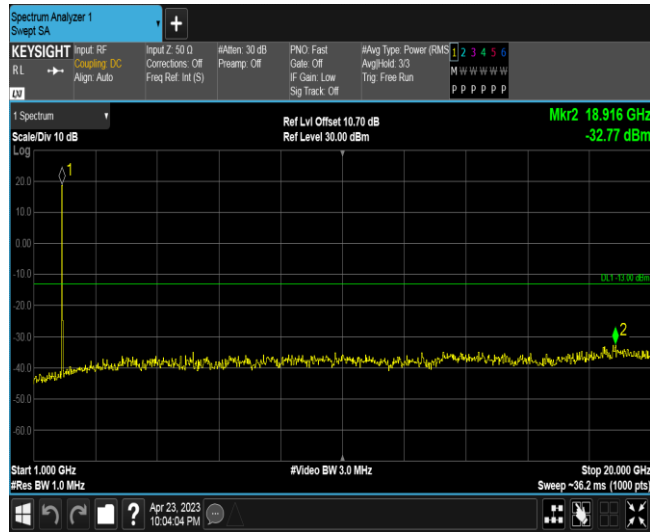 Spectrum Analyzer 1
Swept SA
+
KEYSIGHT
RL
LXI
Input: RF
Coupling: DC
Align: Auto
Input Z: 50 Ω
Corrections: Off
Freq Ref: Int (S)
#Atten: 30 dB
Preamp: Off
PNO: Fast
Gate: Off
IF Gain: Low
Sig Track: Off
#Avg Type: Power (RMS
Avg|Hold: 3/3
Trig: Free Run
1 2 3 4 5 6
M W W W W W
P P P P P P
1 Spectrum
Scale/Div 10 dB
Ref Lvl Offset 10.70 dB
Ref Level 30.00 dBm
Mkr2 18.916 GHz
-32.77 dBm
Log
1
20.0
10.0
0.00
-10.0
DL1 -13.00 dBm
-20.0
2
-30.0
-40.0
-50.0
-60.0
Start 1.000 GHz
#Video BW 3.0 MHz
Stop 20.000 GHz
#Res BW 1.0 MHz
Sweep ~36.2 ms (1000 pts)
?
Apr 23, 2023
10:04:04 PM